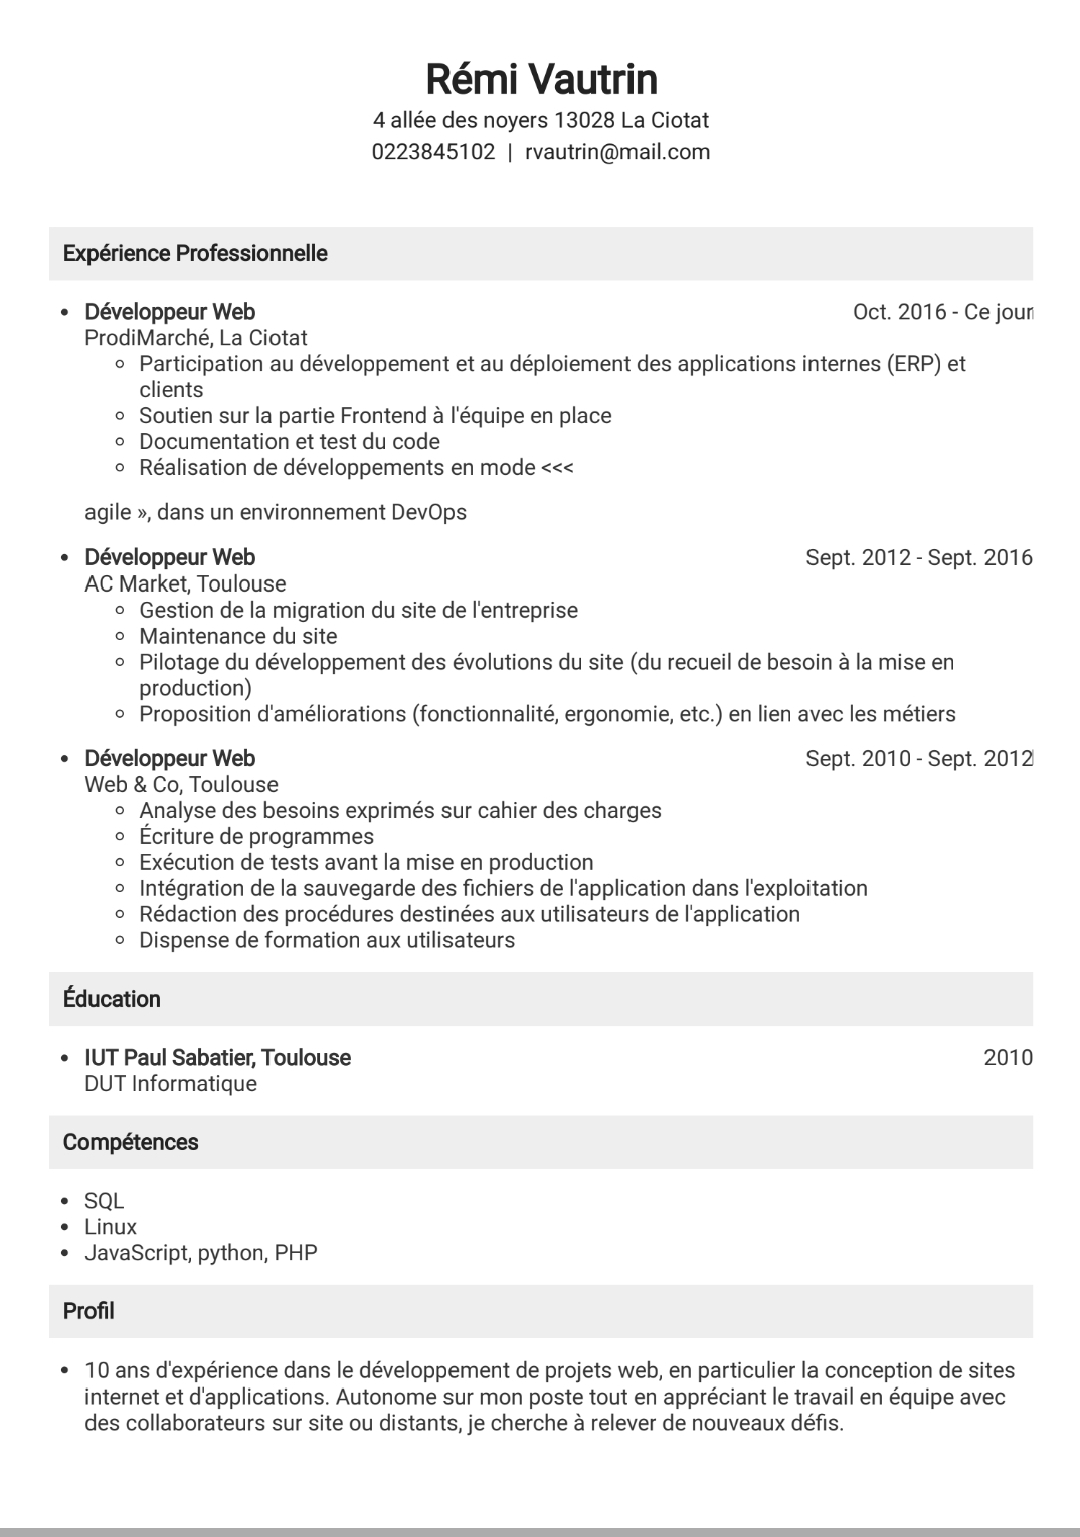 Rémi Vautrin
4 allée des noyers 13028 La Ciotat
0223845102 | rvautrin@mail.com
Expérience Professionnelle
• Développeur Web Oct. 2016 - Ce jour
ProdiMarché, La Ciotat
◦ Participation au développement et au déploiement des applications internes (ERP) et
clients
◦ Soutien sur la partie Frontend à l'équipe en place
◦ Documentation et test du code
◦ Réalisation de développements en mode <<<
agile », dans un environnement DevOps
• Développeur Web Sept. 2012 - Sept. 2016
AC Market, Toulouse
◦ Gestion de la migration du site de l'entreprise
◦ Maintenance du site
◦ Pilotage du développement des évolutions du site (du recueil de besoin à la mise en
production)
◦ Proposition d'améliorations (fonctionnalité, ergonomie, etc.) en lien avec les métiers
• Développeur Web Sept. 2010 - Sept. 2012
Web & Co, Toulouse
◦ Analyse des besoins exprimés sur cahier des charges
◦ Écriture de programmes
◦ Exécution de tests avant la mise en production
◦ Intégration de la sauvegarde des fichiers de l'application dans l'exploitation
◦ Rédaction des procédures destinées aux utilisateurs de l'application
◦ Dispense de formation aux utilisateurs
Éducation
• IUT Paul Sabatier, Toulouse 2010
DUT Informatique
Compétences
• SQL
• Linux
• JavaScript, python, PHP
Profil
• 10 ans d'expérience dans le développement de projets web, en particulier la conception de sites
internet et d'applications. Autonome sur mon poste tout en appréciant le travail en équipe avec
des collaborateurs sur site ou distants, je cherche à relever de nouveaux défis.